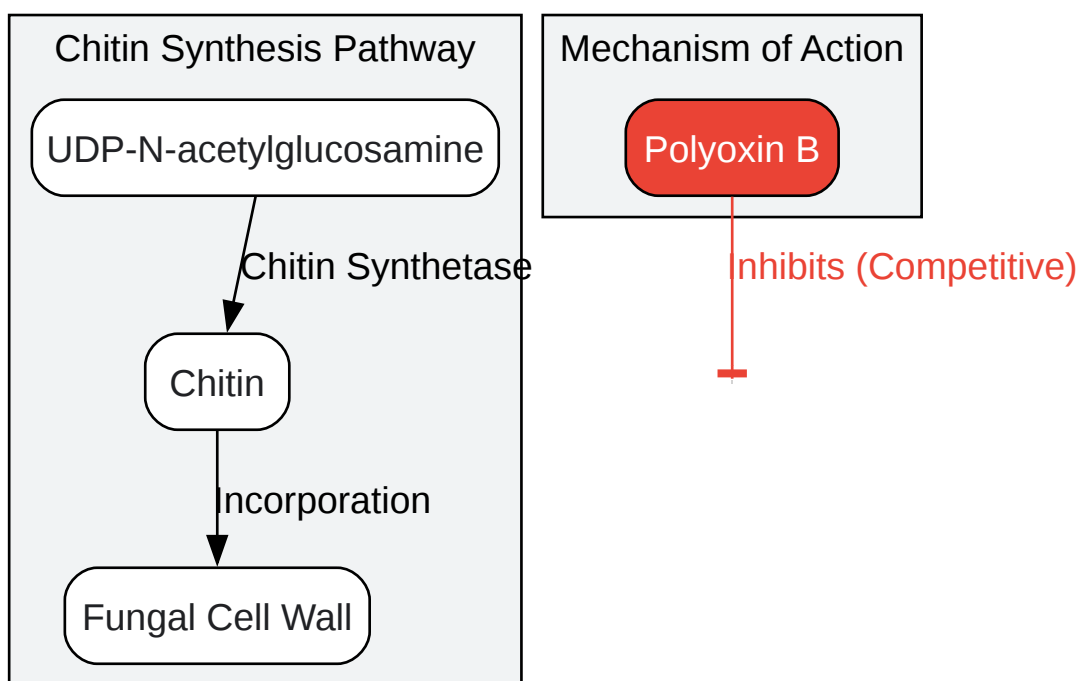 Chitin Synthesis Pathway
UDP-N-acetylglucosamine
Chitin Synthetase
Chitin
Incorporation
Fungal Cell Wall
Mechanism of Action
Polyoxin B
Inhibits (Competitive)